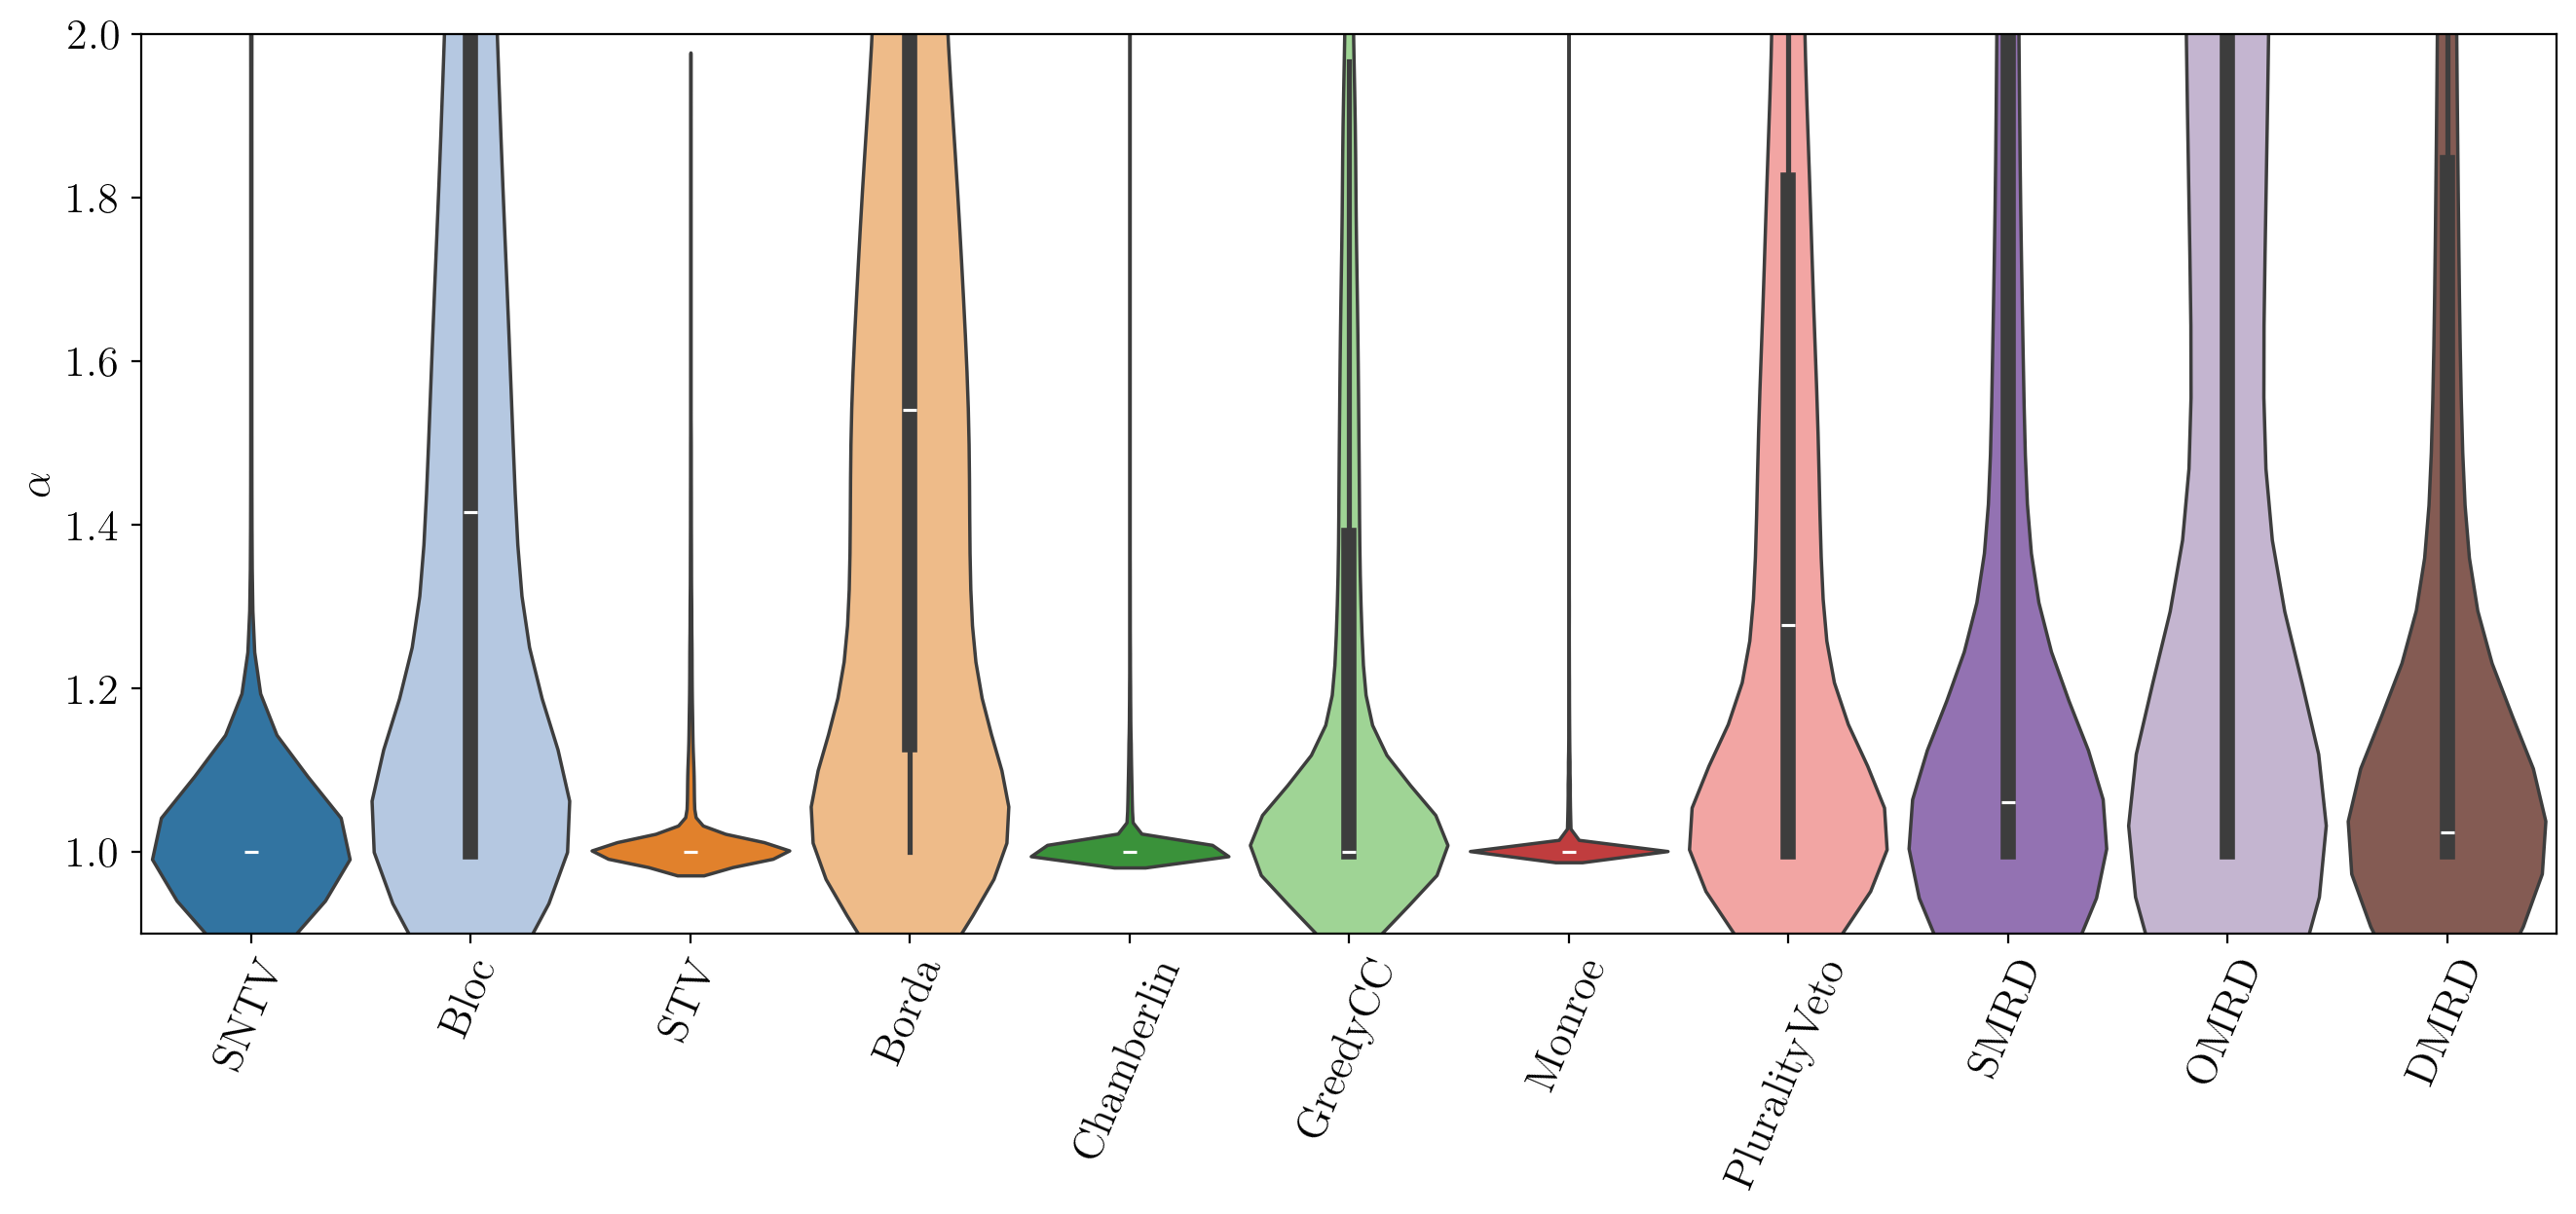 2.0
1.8
1.6
1.4
1.2
1.0
α
SNTV
Bloc
STV
Borda
Chamberlin
GreedyCC
Monroe
PluralityVeto
SMRD
OMRD
DMRD